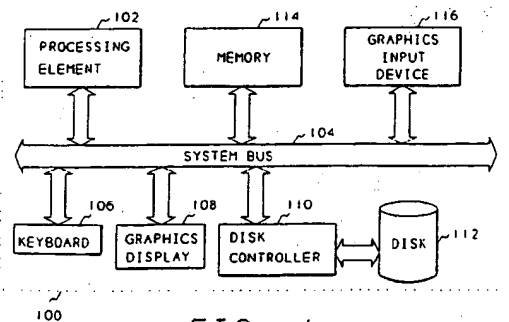 102
PROCESSING
ELEMENT
114
MEMORY
116
GRAPHICS
INPUT
DEVICE
104
SYSTEM BUS
106
KEYBOARD
108
GRAPHICS
DISPLAY
110
DISK
CONTROLLER
DISK
112
100